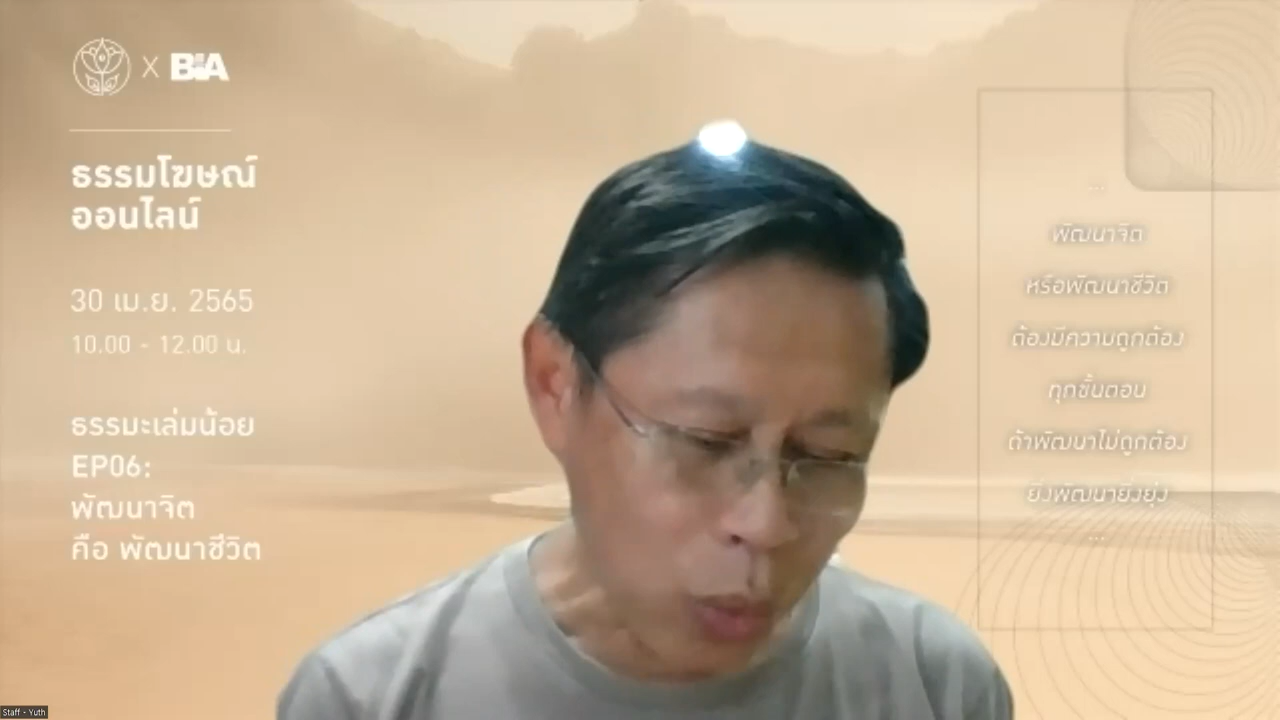 X BIA
ธรรมโฆษณ์
ออนไลน์
30 เม.ย. 2565
10.00 - 12.00 น.
ธรรมะเล่มน้อย
EP06:
พัฒนาจิต
คือ พัฒนาชีวิต
...
พัฒนาจิต
หรือพัฒนาชีวิต
ต้องมีความถูกต้อง
ทุกขั้นตอน
ถ้าพัฒนาไม่ถูกต้อง
ยิ่งพัฒนายิ่งยุ่ง
...
Staff - Yuth